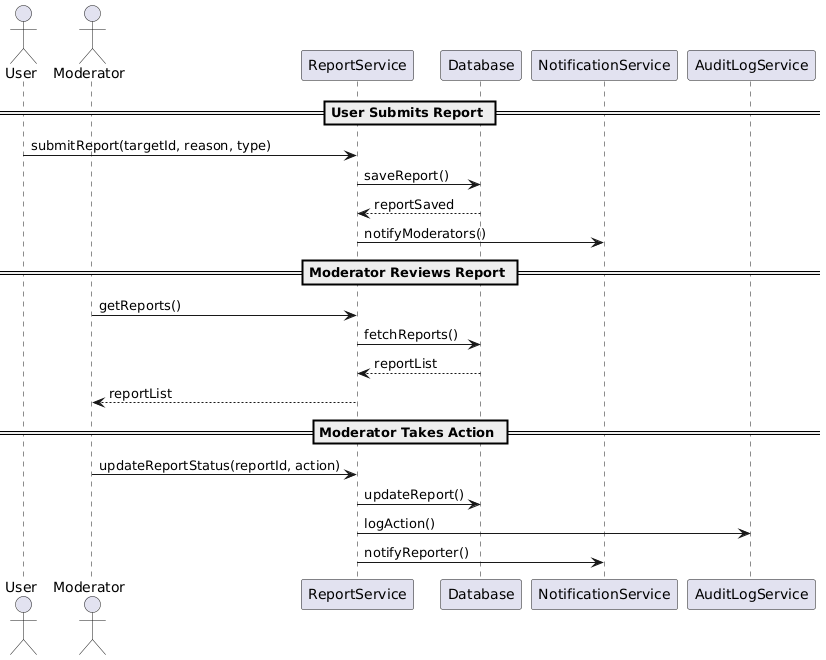 User
Moderator
ReportService
Database
NotificationService
AuditLogService
User Submits Report
submitReport(targetId, reason, type)
saveReport()
reportSaved
notifyModerators()
Moderator Reviews Report
getReports()
fetchReports()
reportList
reportList
Moderator Takes Action
updateReportStatus(reportId, action)
updateReport()
logAction()
notifyReporter()
User
Moderator
ReportService
Database
NotificationService
AuditLogService